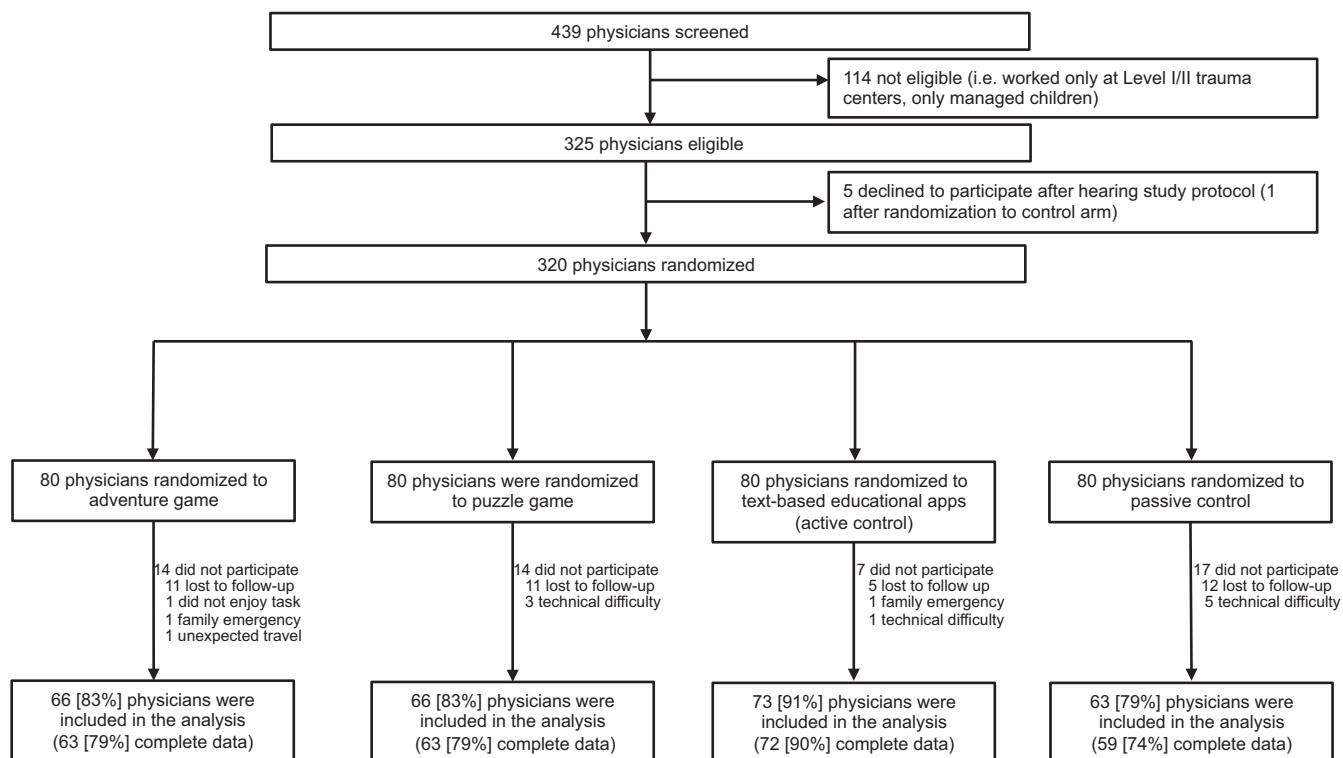 439 physicians screened
114 not eligible (i.e. worked only at Level I/II trauma
centers, only managed children)
325 physicians eligible
5 declined to participate after hearing study protocol (1
after randomization to control arm)
320 physicians randomized
80 physicians randomized to
adventure game
80 physicians were randomized
to puzzle game
80 physicians randomized to
text-based educational apps
(active control)
80 physicians randomized to
passive control
14 did not participate
11 lost to follow-up
1 did not enjoy task
1 family emergency
1 unexpected travel
14 did not participate
11 lost to follow-up
3 technical difficulty
7 did not participate
5 lost to follow up
1 family emergency
1 technical difficulty
17 did not participate
12 lost to follow-up
5 technical difficulty
66 [83%] physicians were
included in the analysis
(63 [79%] complete data)
66 [83%] physicians were
included in the analysis
(63 [79%] complete data)
73 [91%] physicians were
included in the analysis
(72 [90%] complete data)
63 [79%] physicians were
included in the analysis
(59 [74%] complete data)